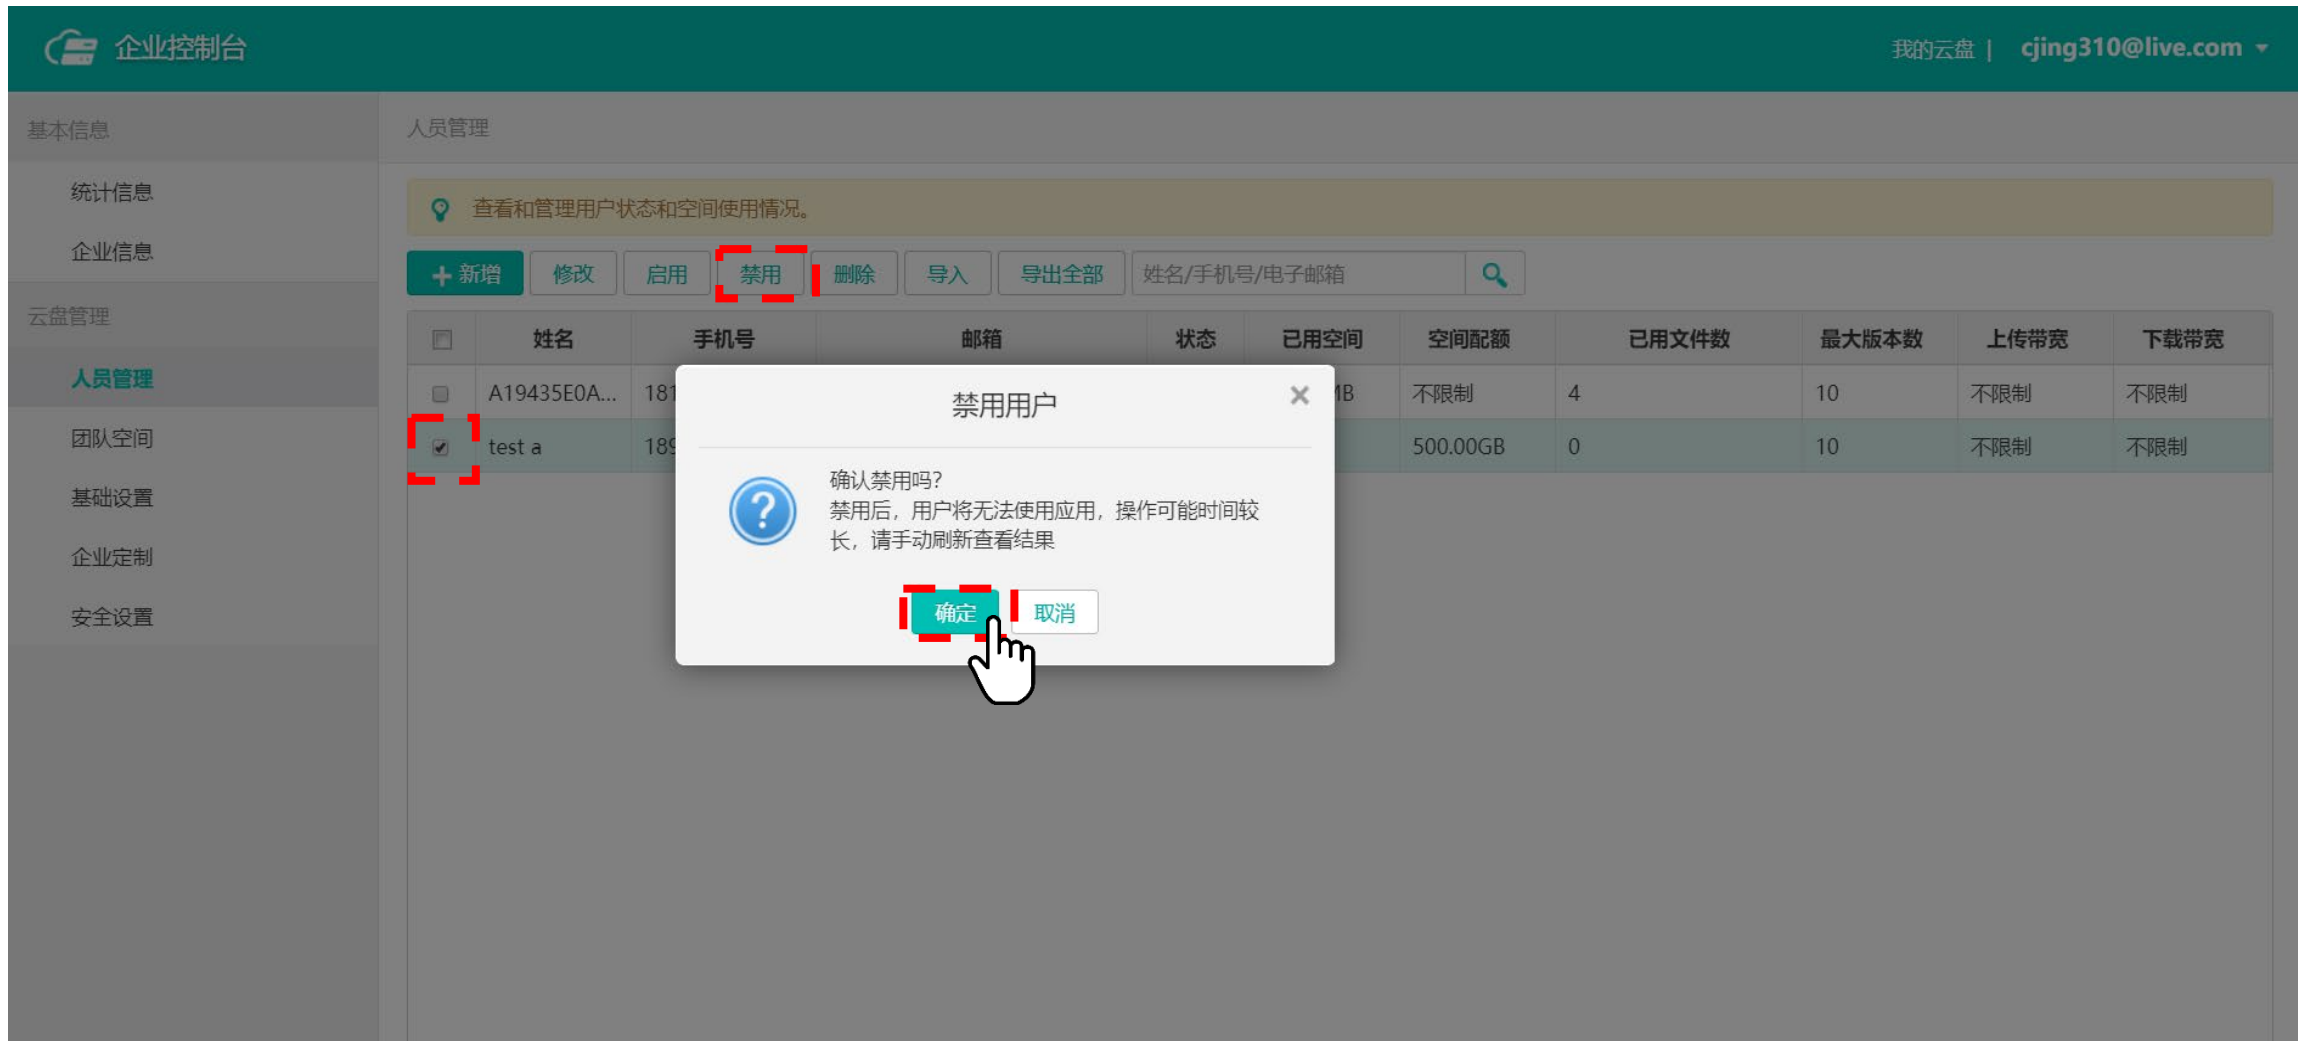 企业控制台
我的云盘 | cjing310@live.com
基本信息
统计信息
企业信息
云盘管理
人员管理
团队空间
基础设置
企业定制
安全设置
人员管理
查看和管理用户状态和空间使用情况。
新增 修改 启用 禁用 删除 导入 导出全部 姓名/手机号/电子邮箱
姓名 手机号 邮箱 状态 已用空间 空间配额 已用文件数 最大版本数 上传带宽 下载带宽
A19435E0A... 181 不限制 4 10 不限制 不限制
test a 189 500.00GB 0 10 不限制 不限制
禁用用户
确认禁用吗?
禁用后，用户将无法使用应用，操作可能时间较
长，请手动刷新查看结果
确定 取消